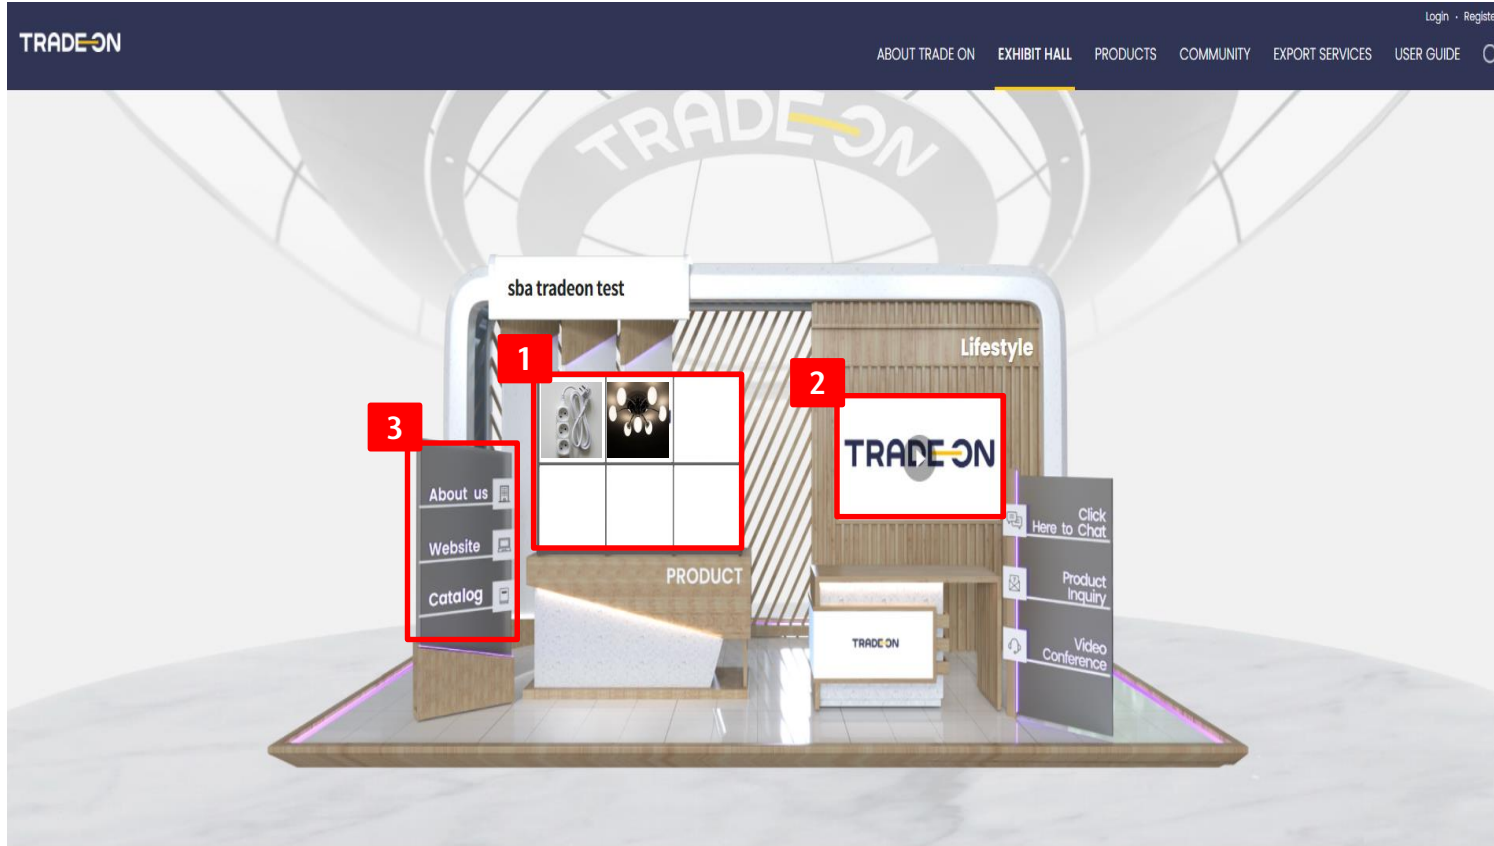 Login · Registe
TRADE ON
ABOUT TRADE ON EXHIBIT HALL PRODUCTS COMMUNITY EXPORT SERVICES USER GUIDE
TRADE ON
sba tradeon test
Lifestyle
1
2
3
TRADE ON
About us
Website
Catalog
PRODUCT
Click
Here to Chat
Product
Inquiry
Video
Conference
TRADE ON